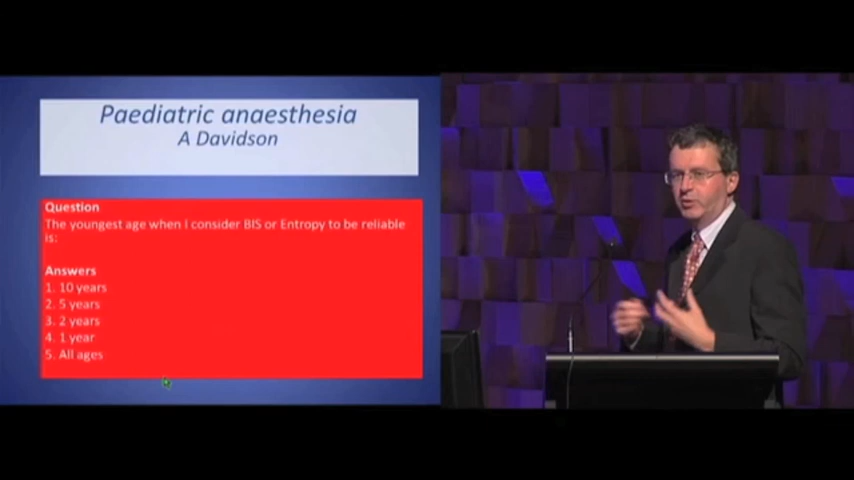 Paediatric anaesthesia
A Davidson
Question
The youngest age when I consider BIS or Entropy to be reliable
is:
Answers
1. 10 years
2. 5 years
3. 2 years
4. 1 year
5. All ages